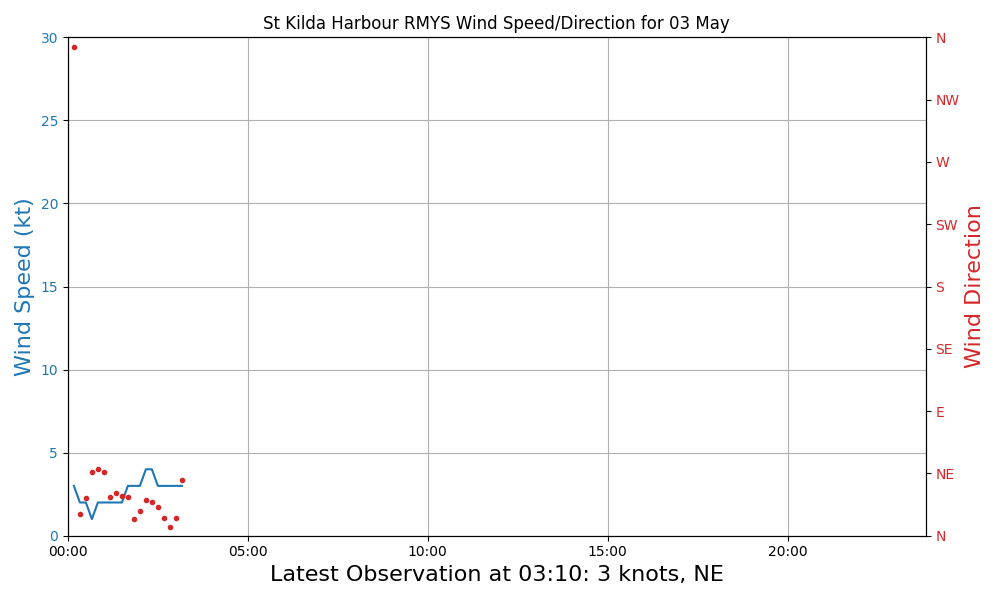 St Kilda Harbour RMYS Wind Speed/Direction for 03 May
30
25
20
15
10
5
0
Wind Speed (kt)
N
NW
W
SW
S
SE
E
NE
N
Wind Direction
00:00
05:00
10:00
15:00
20:00
Latest Observation at 03:10: 3 knots, NE